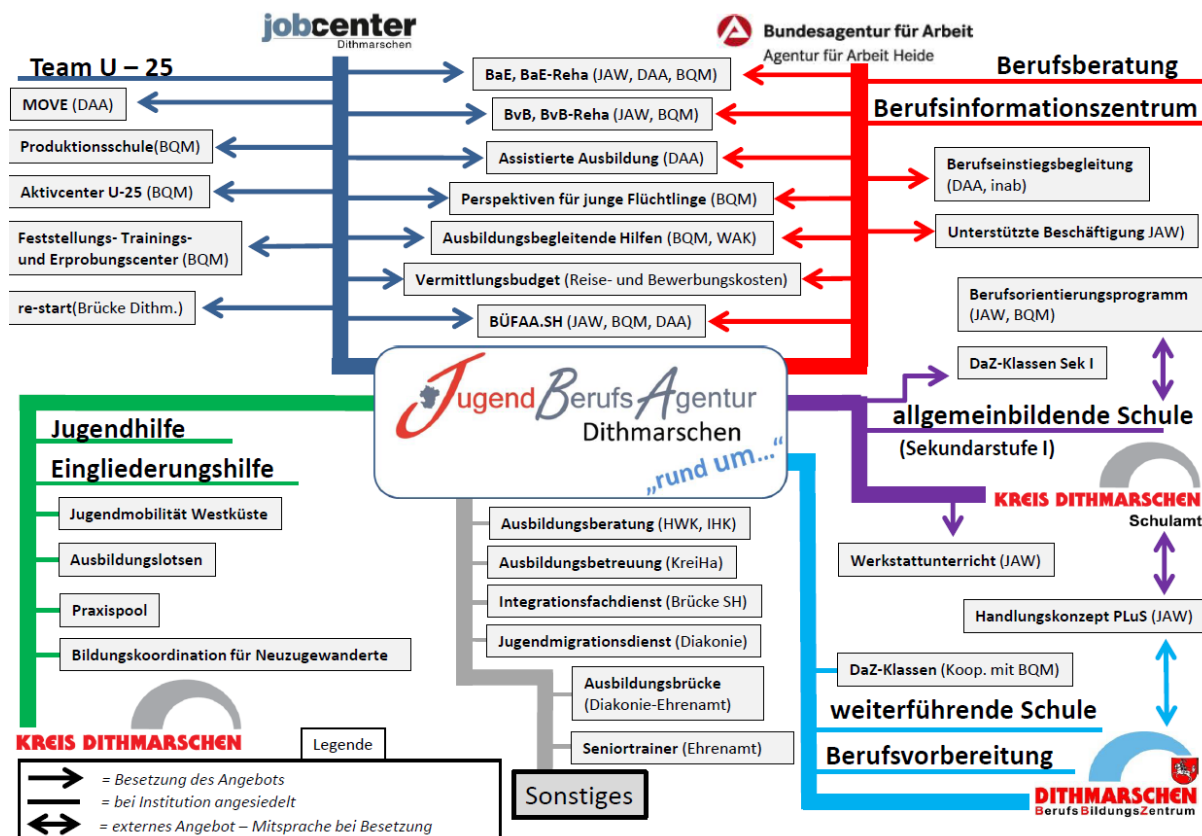 jobcenter
Dithmarschen
Bundesagentur für Arbeit
Agentur für Arbeit Heide
Team U – 25
MOVE (DAA)
Produktionsschule(BQM)
Aktivcenter U-25 (BQM)
Feststellungs- Trainings-
und Erprobungscenter (BQM)
re-start(Brücke Dithm.)
BaE, BaE-Reha (JAW, DAA, BQM)
BvB, BvB-Reha (JAW, BQM)
Assistierte Ausbildung (DAA)
Perspektiven für junge Flüchtlinge (BQM)
Ausbildungsbegleitende Hilfen (BQM, WAK)
Vermittlungsbudget (Reise- und Bewerbungskosten)
BÜFAA.SH (JAW, BQM, DAA)
Berufsberatung
Berufsinformationszentrum
Berufseinstiegsbegleitung
(DAA, inab)
Unterstützte Beschäftigung JAW)
Berufsorientierungsprogramm
(JAW, BQM)
DaZ-Klassen Sek I
JugendBerufsAgentur
Dithmarschen
„rund um...“
allgemeinbildende Schule
(Sekundarstufe I)
KREIS DITHMARSCHEN
Schulamt
Werkstattunterricht (JAW)
Handlungskonzept PLuS (JAW)
DaZ-Klassen (Koop. mit BQM)
weiterführende Schule
Berufsvorbereitung
DITHMARSCHEN
BerufsBildungsZentrum
Jugendhilfe
Eingliederungshilfe
Jugendmobilität Westküste
Ausbildungslotsen
Praxispool
Bildungskoordination für Neuzugewanderte
KREIS DITHMARSCHEN
Ausbildungsberatung (HWK, IHK)
Ausbildungsbetreuung (KreiHa)
Integrationsfachdienst (Brücke SH)
Jugendmigrationsdienst (Diakonie)
Ausbildungsbrücke
(Diakonie-Ehrenamt)
Seniortrainer (Ehrenamt)
Sonstiges
Legende
= Besetzung des Angebots
= bei Institution angesiedelt
= externes Angebot – Mitsprache bei Besetzung